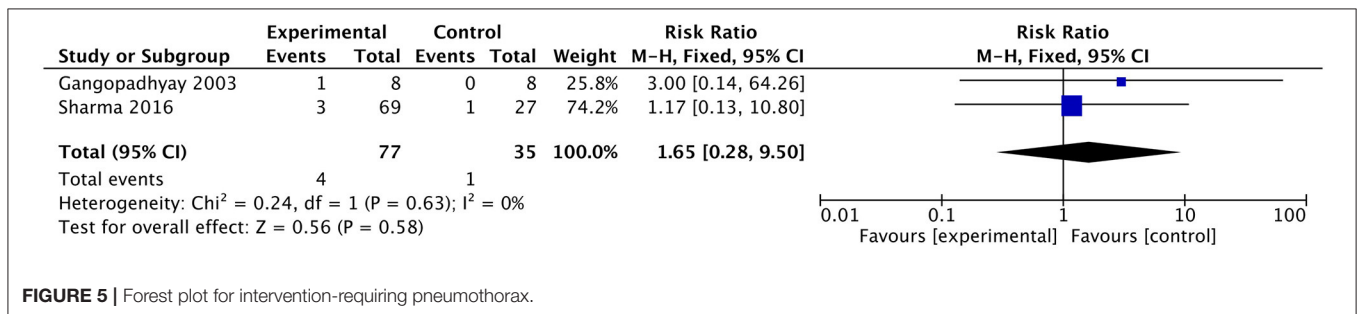 Experimental Control Risk Ratio Risk Ratio
Study or Subgroup Events Total Events Total Weight M-H, Fixed, 95% CI M-H, Fixed, 95% CI
Gangopadhyay 2003 1 8 0 8 25.8% 3.00 [0.14, 64.26]
Sharma 2016 3 69 1 27 74.2% 1.17 [0.13, 10.80]
Total (95% CI) 77 35 100.0% 1.65 [0.28, 9.50]
Total events 4 1
Heterogeneity: Chi² = 0.24, df = 1 (P = 0.63); I² = 0%
Test for overall effect: Z = 0.56 (P = 0.58)
0.01 0.1 1 10 100
Favours [experimental] Favours [control]
FIGURE 5 | Forest plot for intervention-requiring pneumothorax.